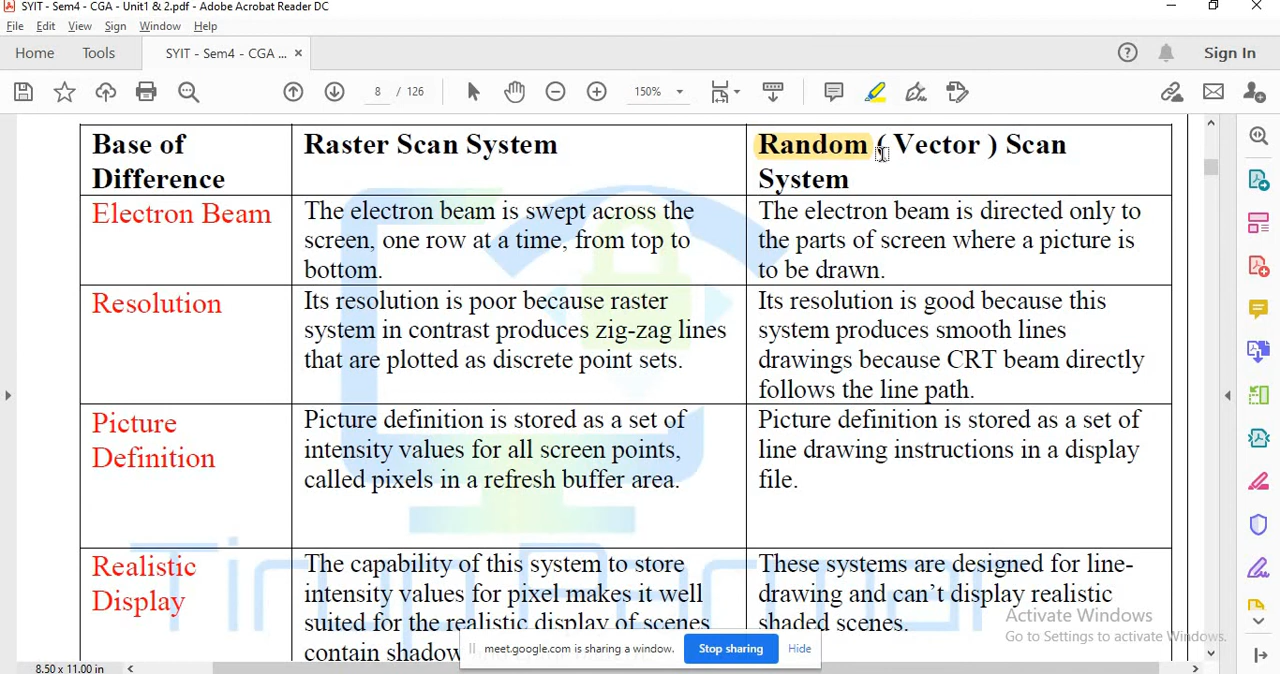 SYIT - Sem4 - CGA - Unit1 & 2.pdf - Adobe Acrobat Reader DC
File Edit View Sign Window Help
Home Tools SYIT - Sem4 - CGA ... × Sign In
8 / 126 150%
Base of
Difference
Raster Scan System
Random ( Vector ) Scan
System
Electron Beam
The electron beam is swept across the
screen, one row at a time, from top to
bottom.
The electron beam is directed only to
the parts of screen where a picture is
to be drawn.
Resolution
Its resolution is poor because raster
system in contrast produces zig-zag lines
that are plotted as discrete point sets.
Its resolution is good because this
system produces smooth lines
drawings because CRT beam directly
follows the line path.
Picture
Definition
Picture definition is stored as a set of
intensity values for all screen points,
called pixels in a refresh buffer area.
Picture definition is stored as a set of
line drawing instructions in a display
file.
Realistic
Display
The capability of this system to store
intensity values for pixel makes it well
suited for the realistic display of scenes
contain shadow
These systems are designed for line-
drawing and can’t display realistic
shaded scenes.
Activate Windows
Go to Settings to activate Windows.
meet.google.com is sharing a window. Stop sharing Hide
8.50 x 11.00 in